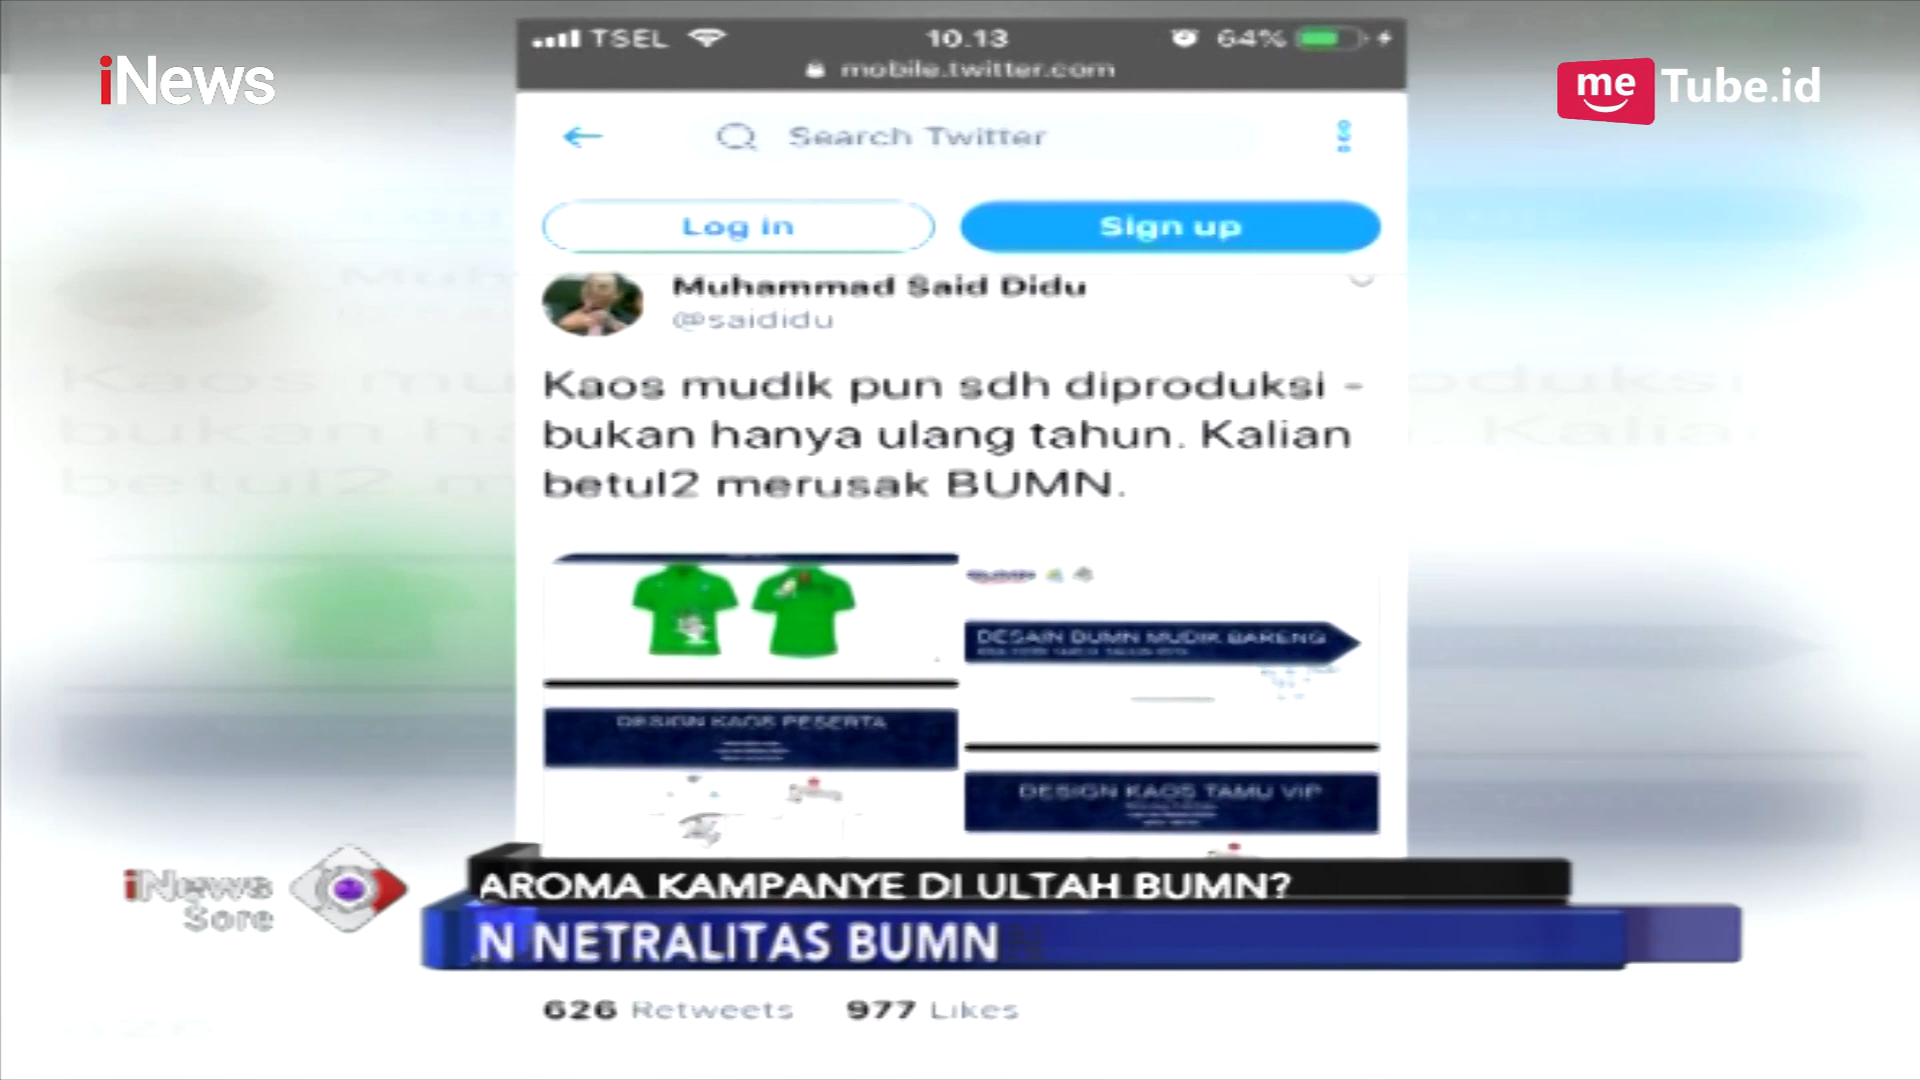 iNews
me Tube.id
TSEL 10.13 64%
mobile.twitter.com
Search Twitter
Log in Sign up
Muhammad Said Didu
@saididu
Kaos mudik pun sdh diproduksi -
bukan hanya ulang tahun. Kalian
betul2 merusak BUMN.
DESAIN BUMN MUDIK BARENG
DESIGN KAOS PESERTA
DESIGN KAOS TAMU VIP
iNews
Sore
AROMA KAMPANYE DI ULTAH BUMN?
N NETRALITAS BUMN
626 Retweets 977 Likes